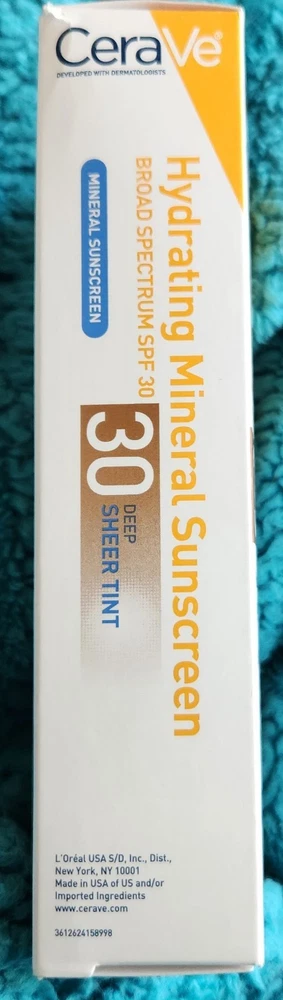 CeraVe®
DEVELOPED WITH DERMATOLOGISTS
Hydrating Mineral Sunscreen
BROAD SPECTRUM SPF 30
MINERAL SUNSCREEN
30
DEEP
SHEER TINT
L'Oréal USA S/D, Inc., Dist.,
New York, NY 10001
Made in USA of US and/or
Imported Ingredients
www.cerave.com
3612624158998